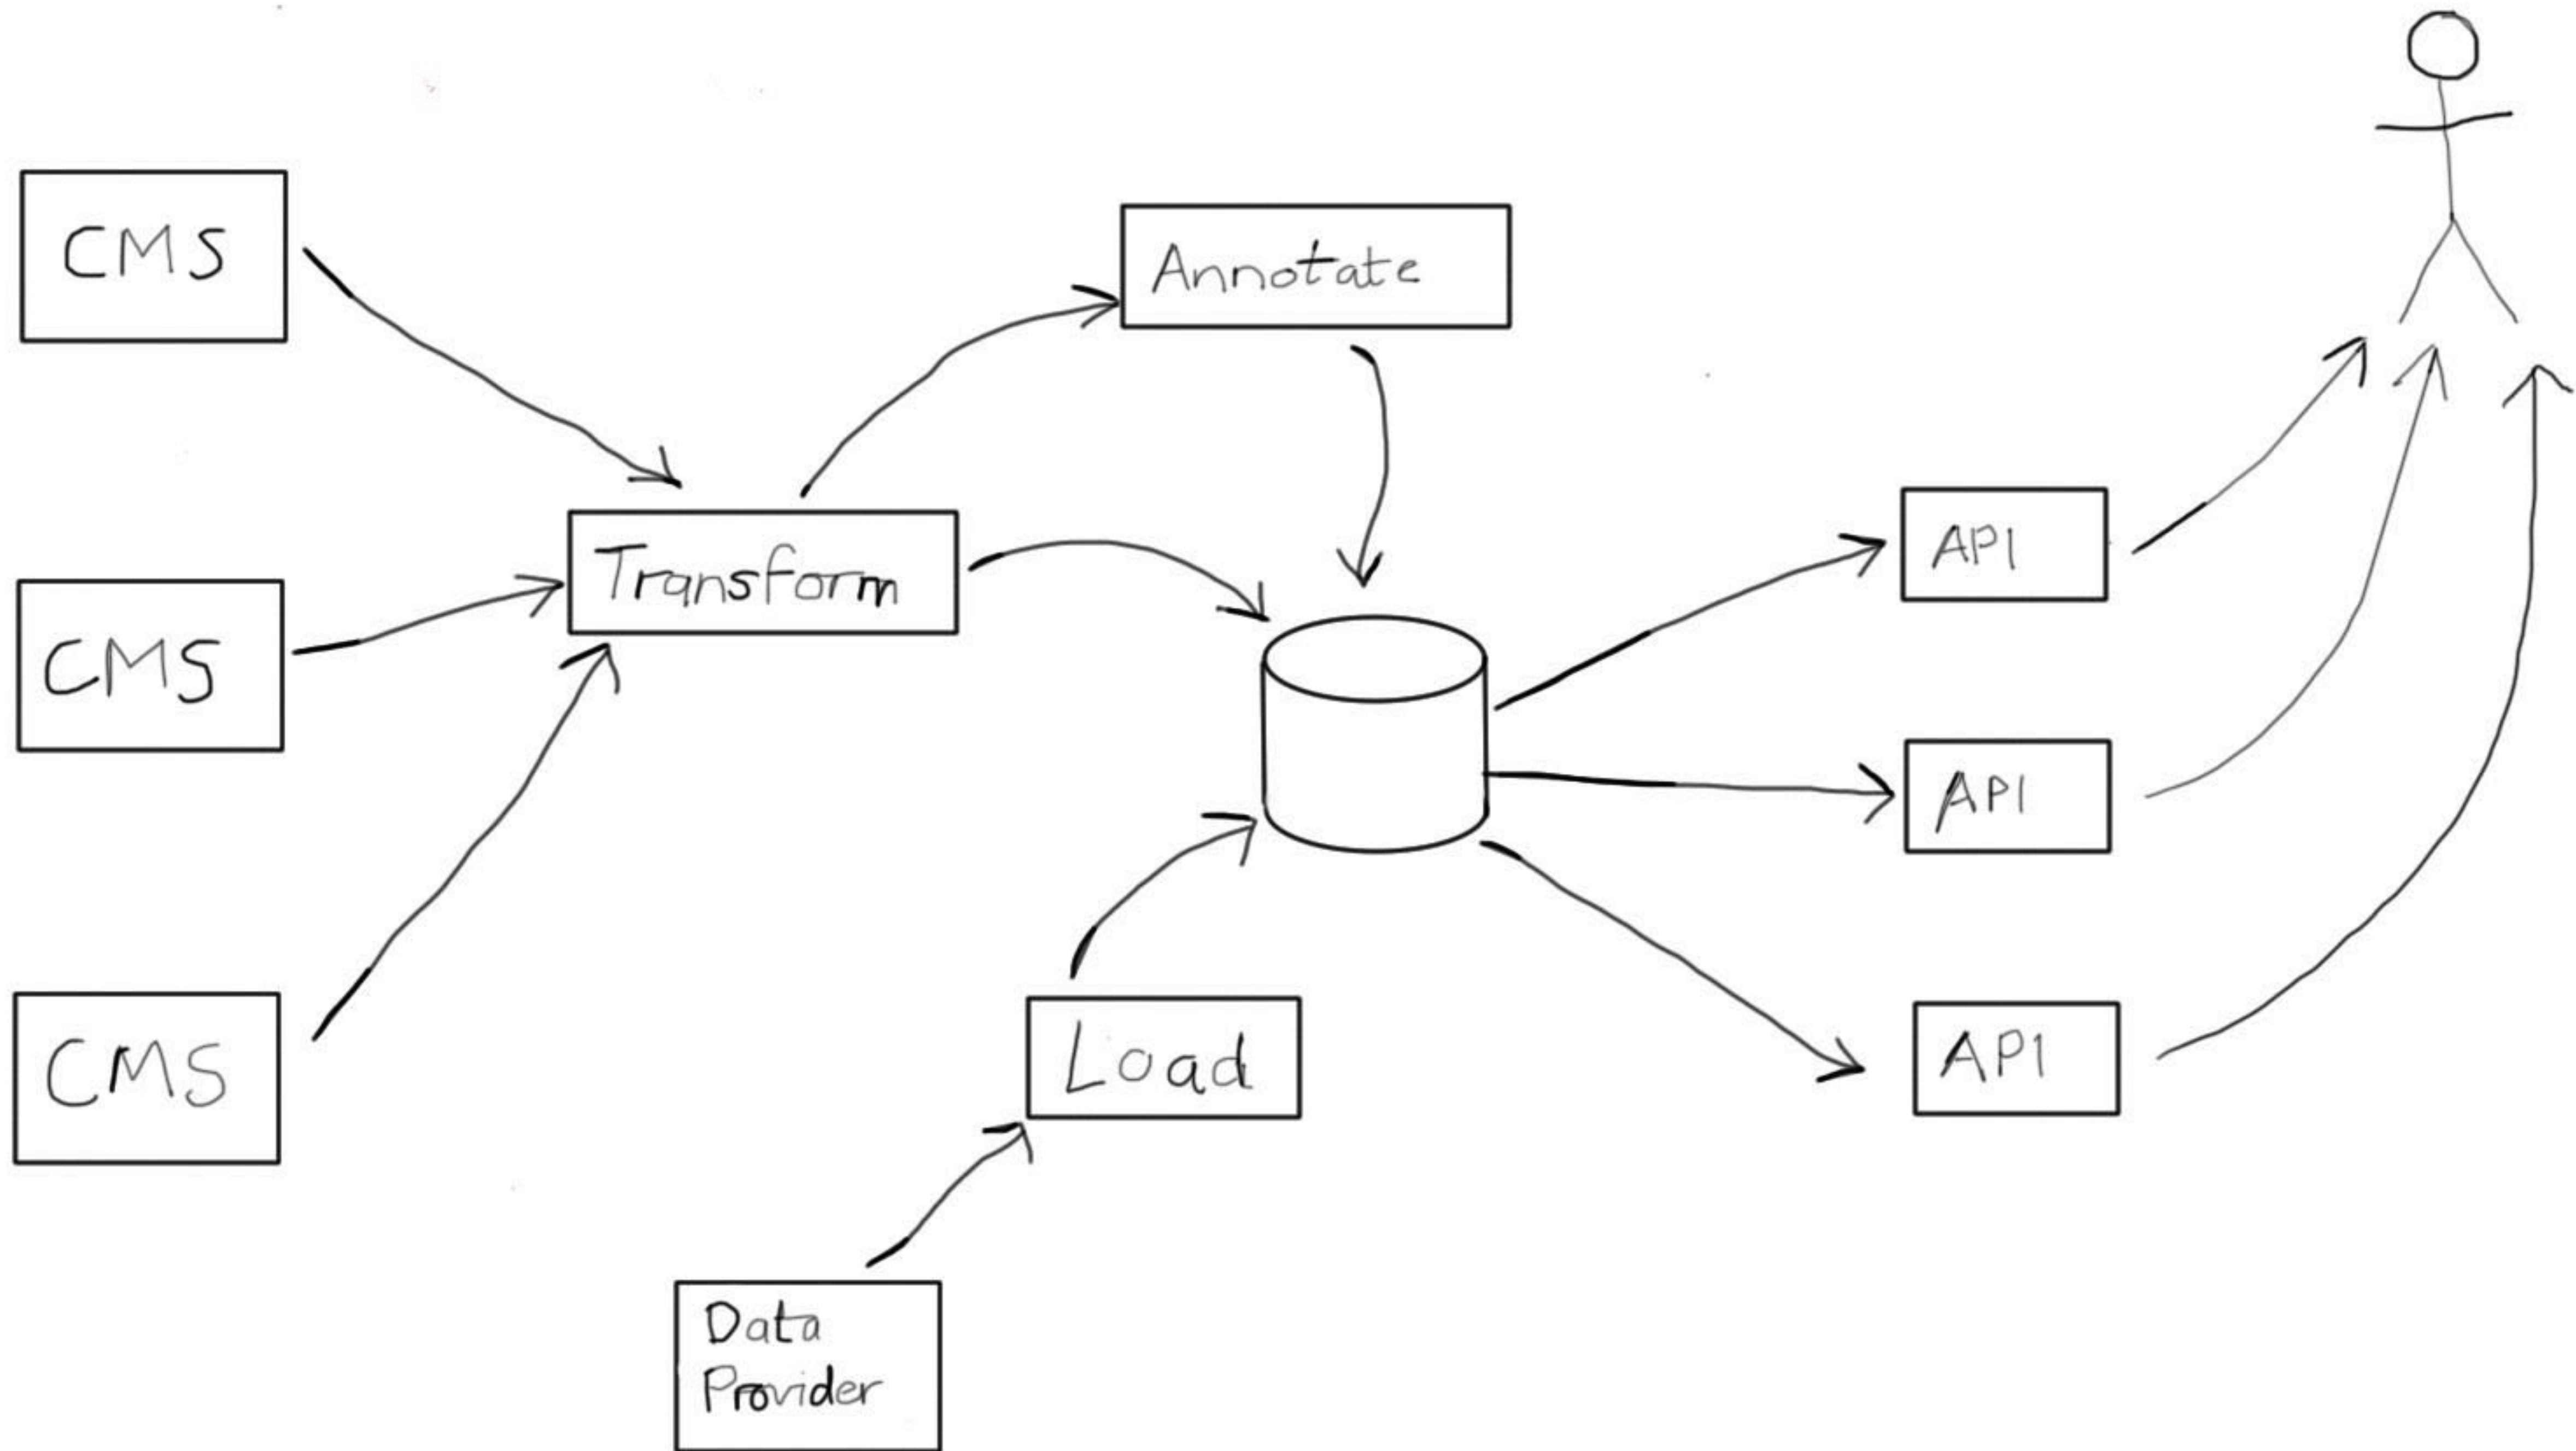 CMS
Annotate
CMS
Transform
API
API
CMS
Load
API
Data
Provider